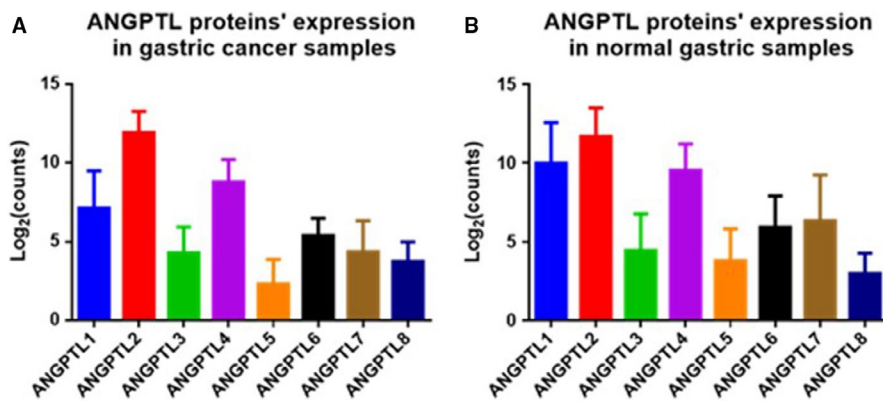 A
ANGPTL proteins' expression
in gastric cancer samples
Log₂(counts)
15
10
5
0
ANGPTL1
ANGPTL2
ANGPTL3
ANGPTL4
ANGPTL5
ANGPTL6
ANGPTL7
ANGPTL8
B
ANGPTL proteins' expression
in normal gastric samples
Log₂(counts)
15
10
5
0
ANGPTL1
ANGPTL2
ANGPTL3
ANGPTL4
ANGPTL5
ANGPTL6
ANGPTL7
ANGPTL8